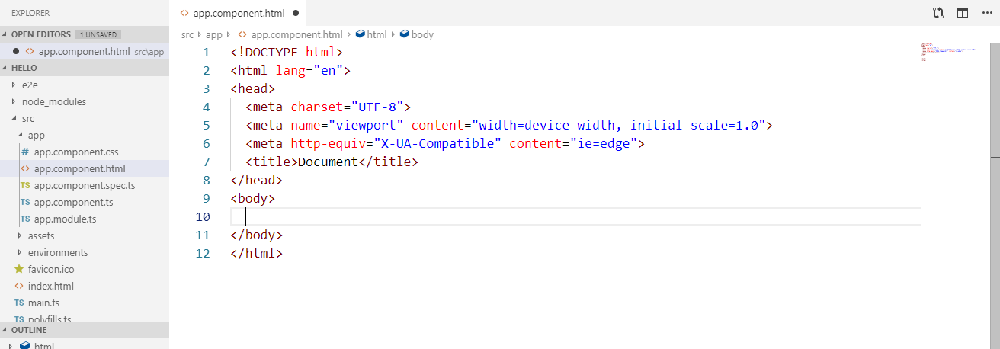 EXPLORER
OPEN EDITORS 1 UNSAVED
app.component.html src\app
HELLO
e2e
node_modules
src
app
app.component.css
app.component.html
app.component.spec.ts
TS app.component.ts
TS app.module.ts
assets
environments
favicon.ico
index.html
TS main.ts
TS polyfills.ts
OUTLINE
html
app.component.html
src app app.component.html html body
1 <!DOCTYPE html>
2 <html lang="en">
3 <head>
4 <meta charset="UTF-8">
5 <meta name="viewport" content="width=device-width, initial-scale=1.0">
6 <meta http-equiv="X-UA-Compatible" content="ie=edge">
7 <title>Document</title>
8 </head>
9 <body>
10
11 </body>
12 </html>